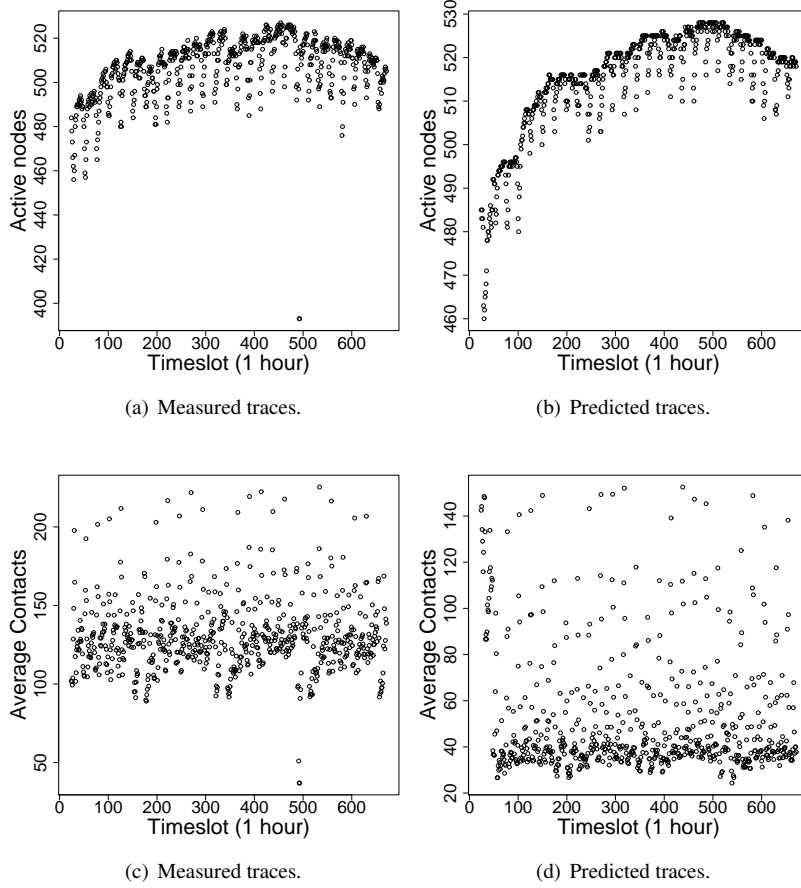 520
500
480
460
440
420
400
Active nodes
0 100 200 300 400 500 600
Timeslot (1 hour)
(a) Measured traces.
530
520
510
500
490
480
470
460
Active nodes
0 100 200 300 400 500 600
Timeslot (1 hour)
(b) Predicted traces.
200
150
100
50
Average Contacts
0 100 200 300 400 500 600
Timeslot (1 hour)
(c) Measured traces.
140
120
100
80
60
40
20
Average Contacts
0 100 200 300 400 500 600
Timeslot (1 hour)
(d) Predicted traces.